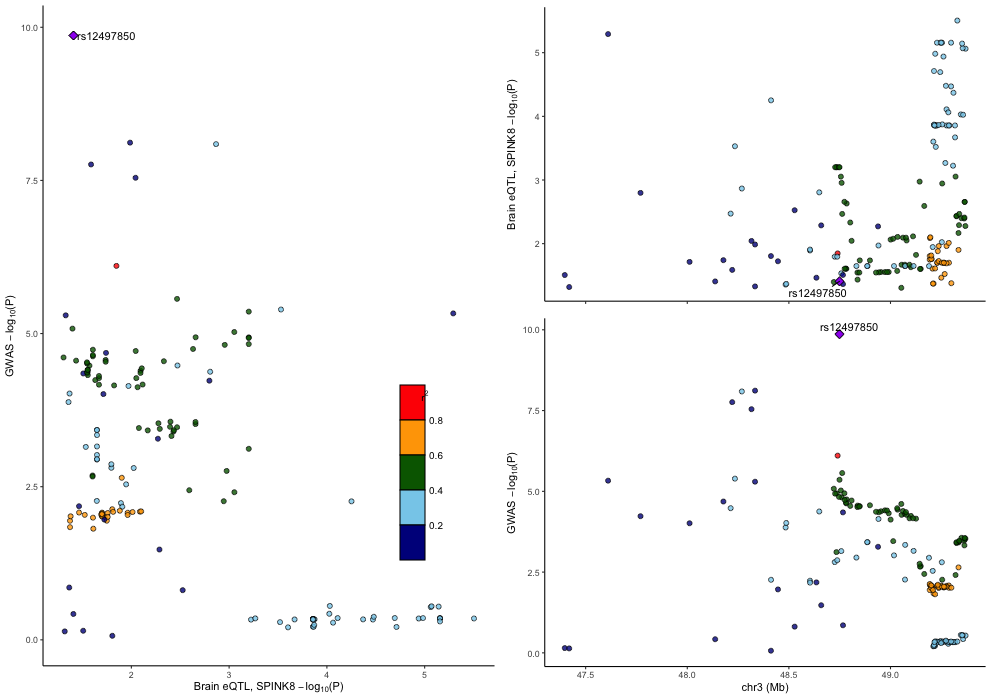 10.0
7.5
5.0
2.5
0.0
GWAS −log10(P)
rs12497850
r2
0.8
0.6
0.4
0.2
2
3
4
5
Brain eQTL, SPINK8 −log10(P)
5
4
3
2
Brain eQTL, SPINK8 −log10(P)
rs12497850
10.0
7.5
5.0
2.5
0.0
GWAS −log10(P)
rs12497850
47.5
48.0
48.5
49.0
chr3 (Mb)